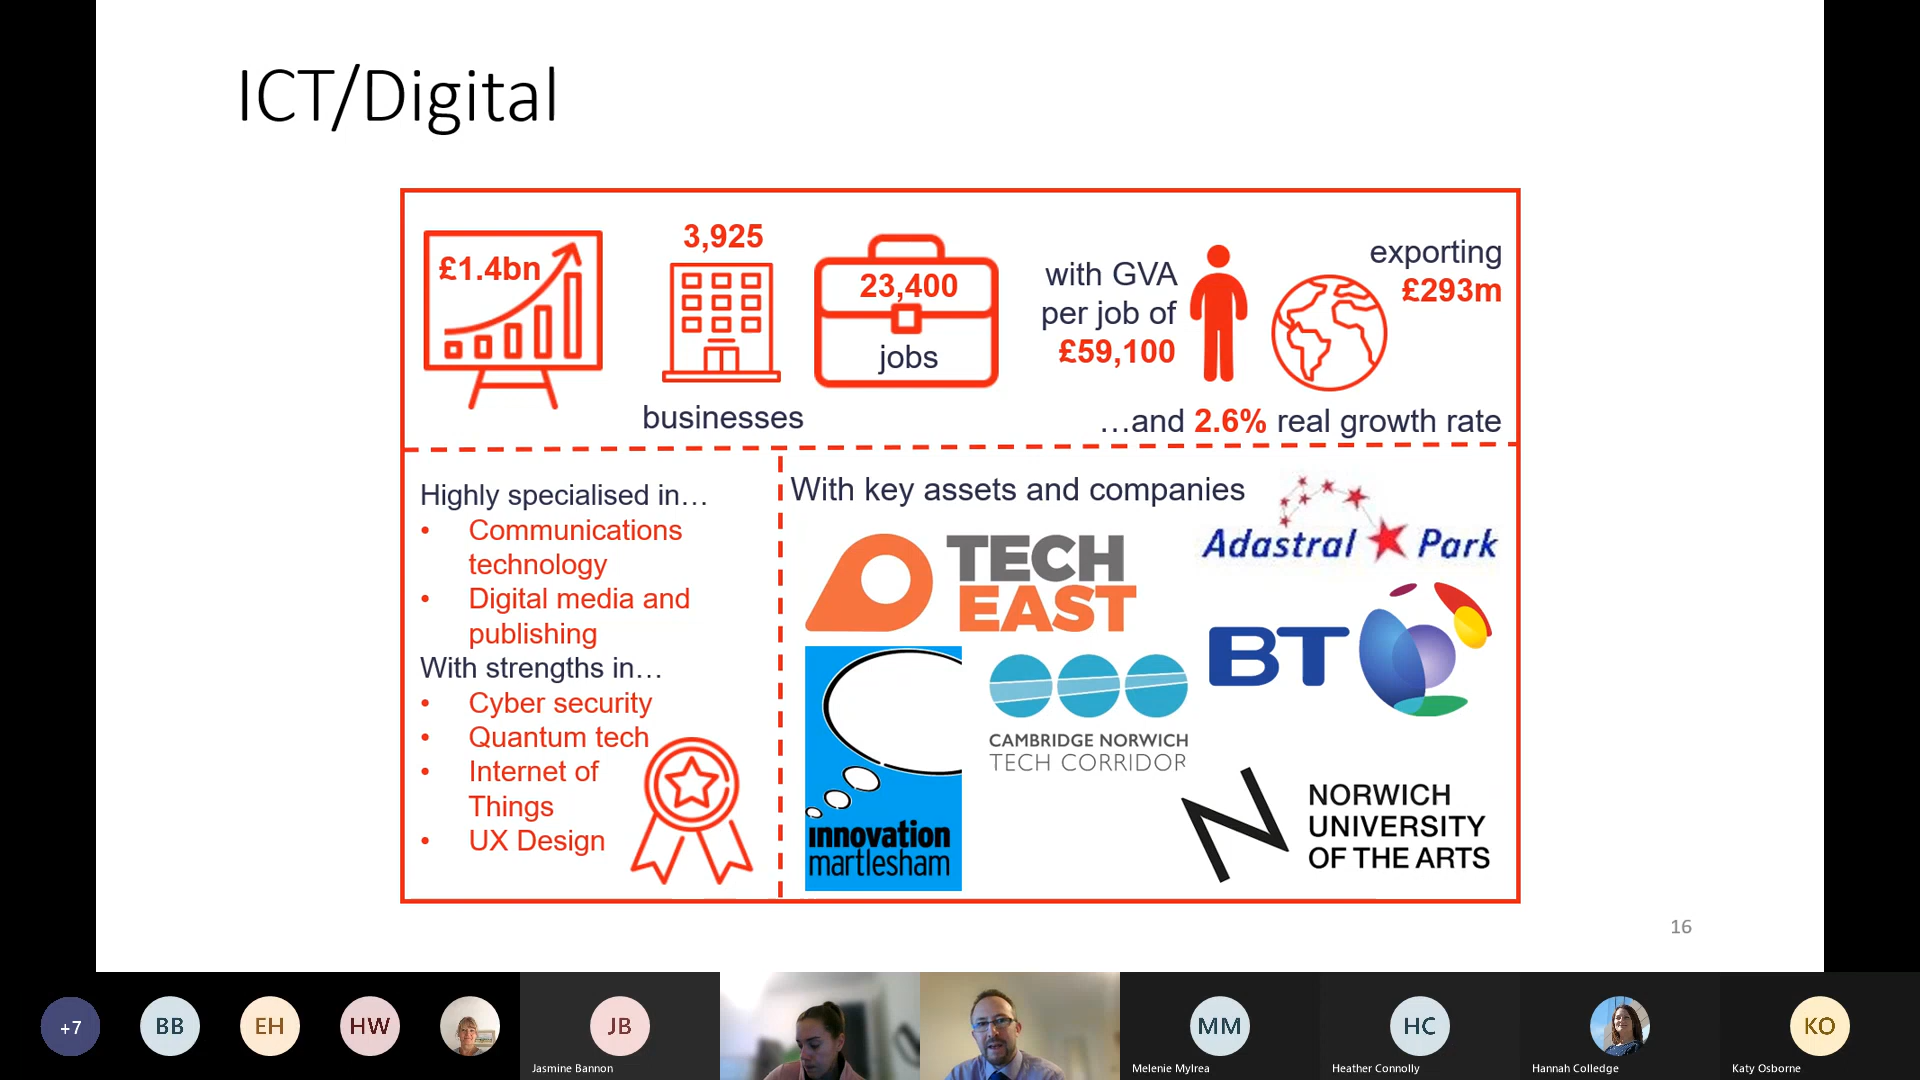 ICT/Digital
£1.4bn
3,925
businesses
23,400
jobs
with GVA
per job of
£59,100
exporting
£293m
...and 2.6% real growth rate
Highly specialised in...
• Communications
technology
• Digital media and
publishing
With strengths in...
• Cyber security
• Quantum tech
• Internet of
Things
• UX Design
With key assets and companies
TECH
EAST
Adastral Park
BT
innovation
martlesham
CAMBRIDGE NORWICH
TECH CORRIDOR
N
NORWICH
UNIVERSITY
OF THE ARTS
16
+7
BB
EH
HW
JB
Jasmine Bannon
MM
Melenie Mylrea
HC
Heather Connolly
Hannah Colledge
KO
Katy Osborne